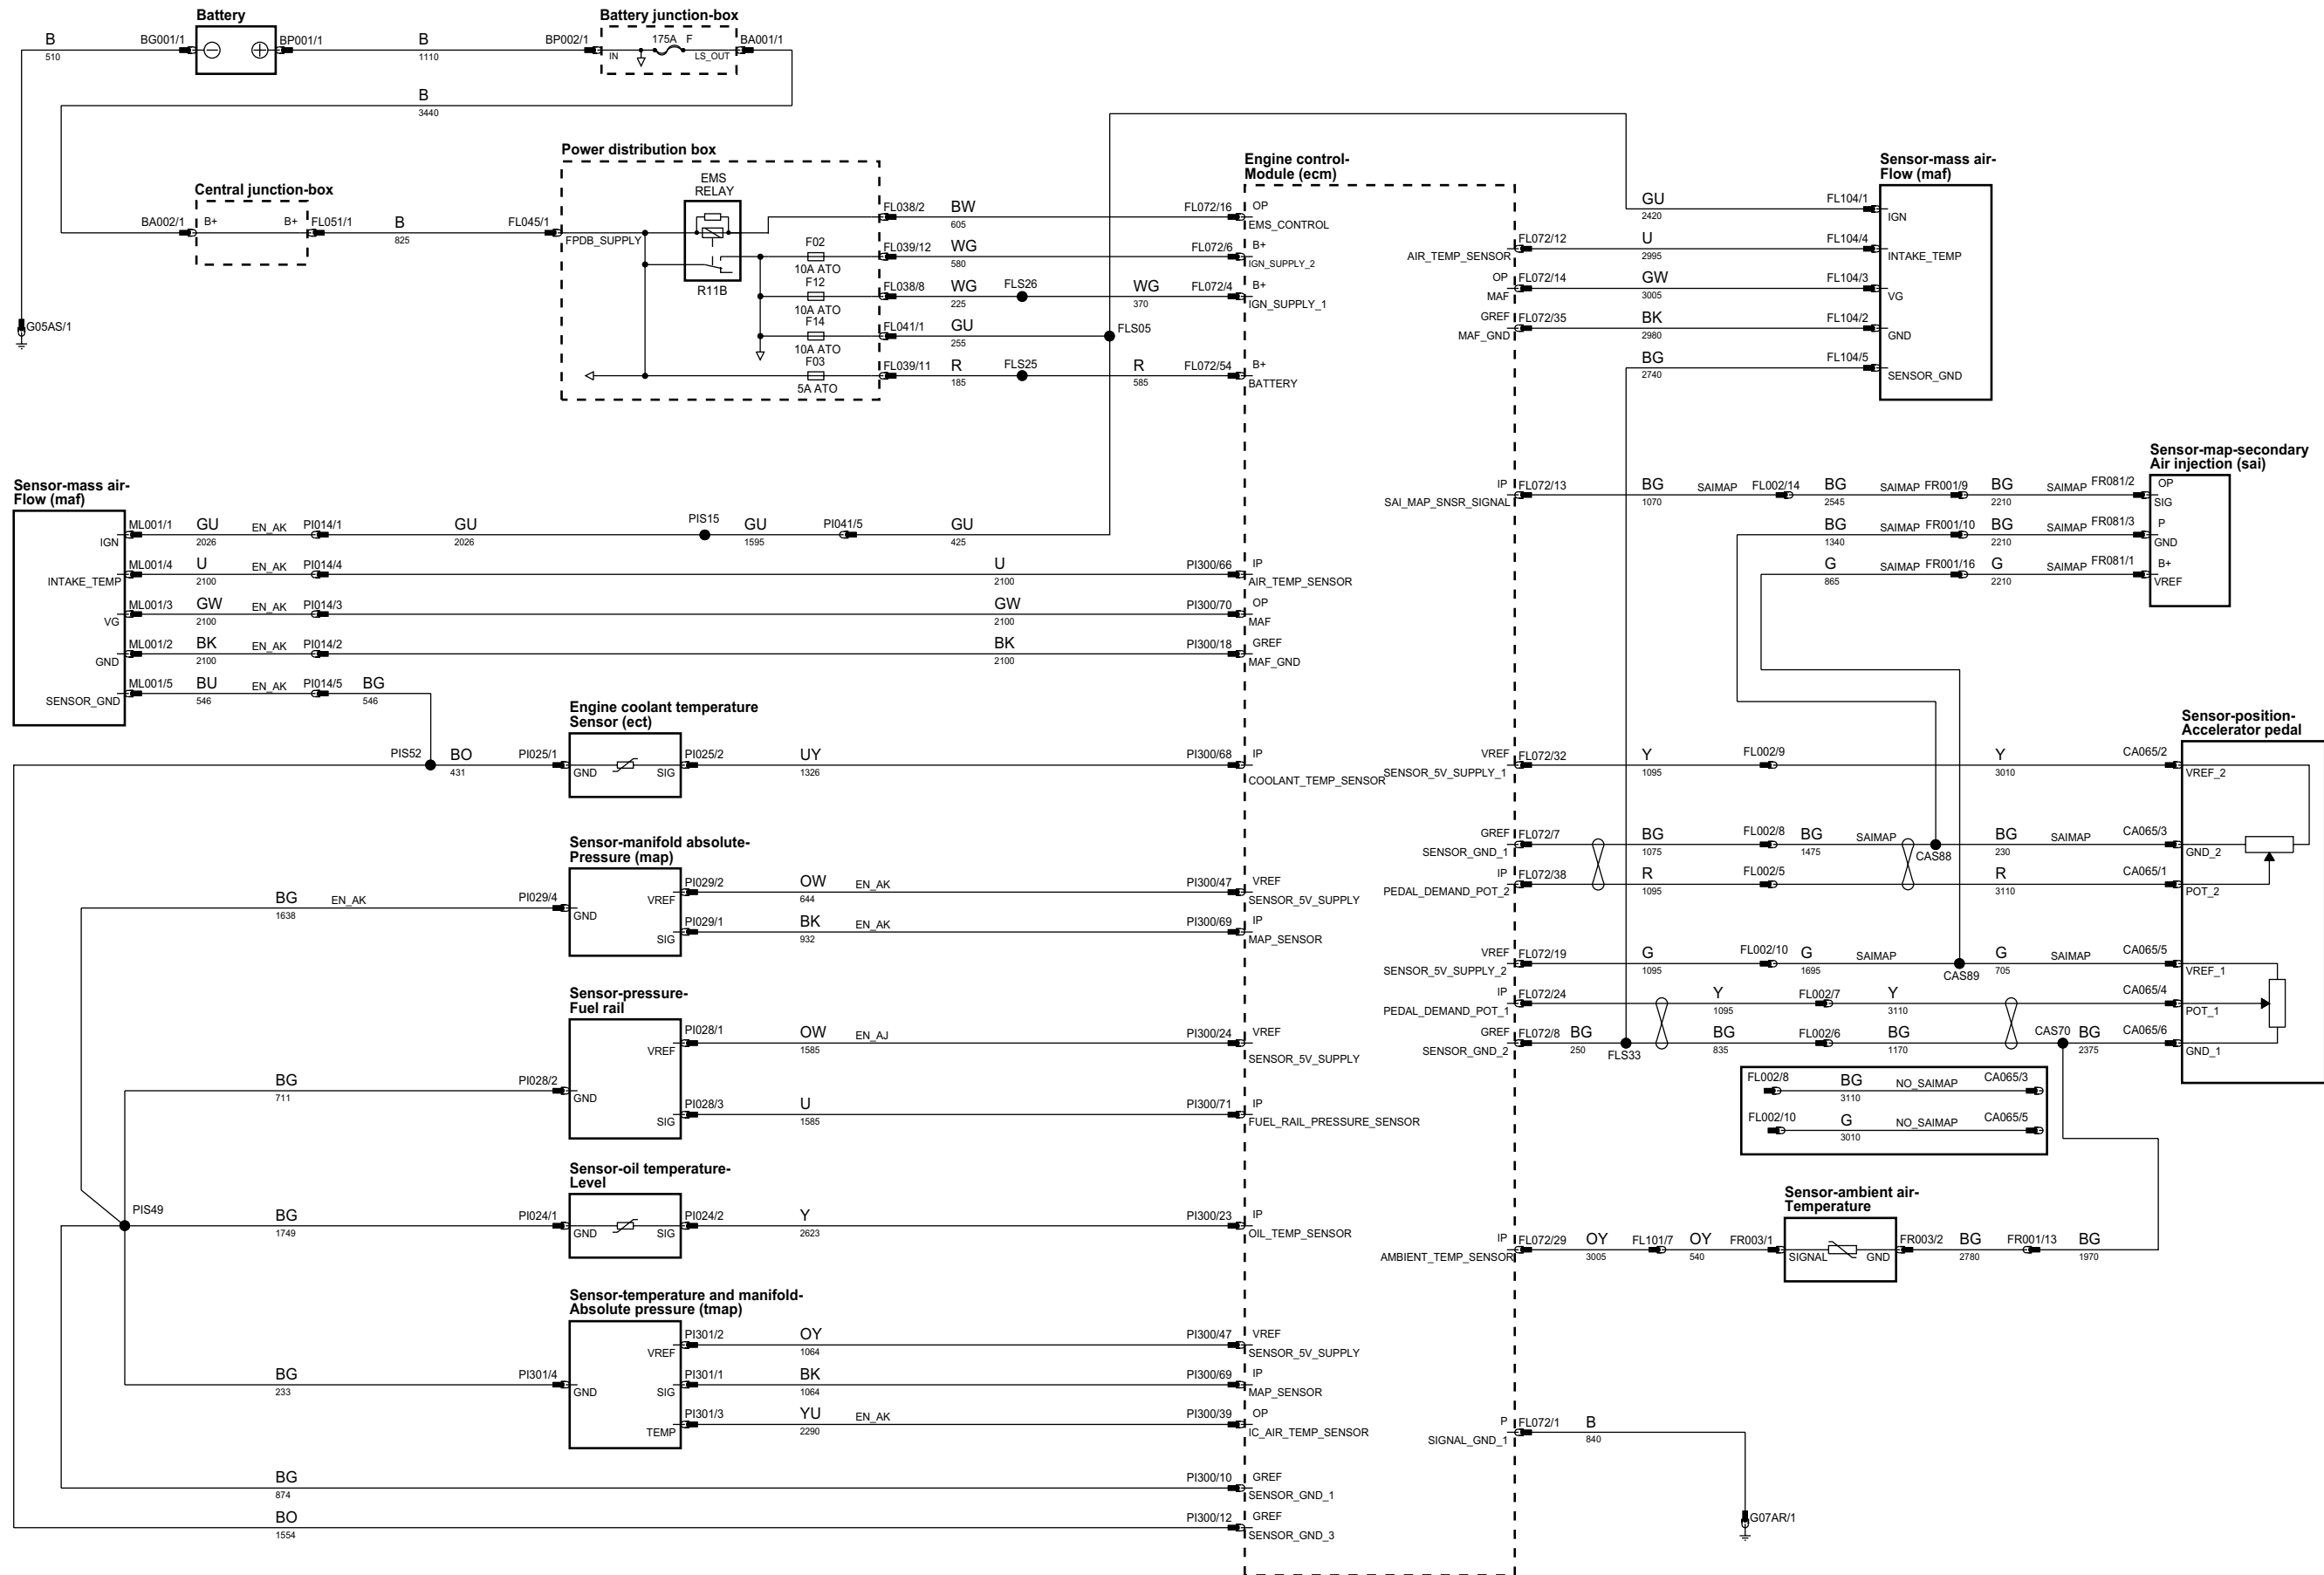 Battery
BG001/1
BP001/1
B
510
B
1110
Battery junction-box
BP002/1
IN
175A F
LS_OUT
BA001/1
B
3440
Central junction-box
BA002/1
B+
B+
FL051/1
B
825
FL045/1
G05AS/1
Power distribution box
FPDB_SUPPLY
EMS
RELAY
R11B
F02
10A ATO
F12
10A ATO
F14
10A ATO
F03
5A ATO
FL038/2
BW
605
FL072/16
FL039/12
WG
580
FL072/6
FL038/8
WG
225
FLS26
WG
370
FL072/4
FL041/1
GU
255
FLS05
FL039/11
R
185
FLS25
R
585
FL072/54
Engine control-
Module (ecm)
OP
EMS_CONTROL
B+
IGN_SUPPLY_2
B+
IGN_SUPPLY_1
B+
BATTERY
AIR_TEMP_SENSOR
OP
MAF
GREF
MAF_GND
FL072/12
FL072/14
FL072/35
GU
2420
U
2995
GW
3005
BK
2980
BG
2740
Sensor-mass air-
Flow (maf)
FL104/1
IGN
FL104/4
INTAKE_TEMP
FL104/3
VG
FL104/2
GND
FL104/5
SENSOR_GND
Sensor-map-secondary
Air injection (sai)
IP
SAI_MAP_SNSR_SIGNAL
FL072/13
BG
1070
SAIMAP
FL002/14
BG
2545
SAIMAP
FR001/9
BG
2210
SAIMAP
FR081/2
OP
SIG
BG
1340
SAIMAP
FR001/10
BG
2210
SAIMAP
FR081/3
P
GND
G
865
SAIMAP
FR001/16
G
2210
SAIMAP
FR081/1
B+
VREF
Sensor-mass air-
Flow (maf)
IGN
ML001/1
GU
2026
EN_AK
PI014/1
GU
2026
PIS15
GU
1595
PI041/5
GU
425
INTAKE_TEMP
ML001/4
U
2100
EN_AK
PI014/4
U
2100
PI300/66
IP
AIR_TEMP_SENSOR
VG
ML001/3
GW
2100
EN_AK
PI014/3
GW
2100
PI300/70
OP
MAF
GND
ML001/2
BK
2100
EN_AK
PI014/2
BK
2100
PI300/18
GREF
MAF_GND
SENSOR_GND
ML001/5
BU
546
EN_AK
PI014/5
BG
546
Engine coolant temperature
Sensor (ect)
PIS52
BO
431
PI025/1
GND
SIG
PI025/2
UY
1326
PI300/68
IP
COOLANT_TEMP_SENSOR
Sensor-position-
Accelerator pedal
VREF
SENSOR_5V_SUPPLY_1
FL072/32
Y
1095
FL002/9
Y
3010
CA065/2
VREF_2
GREF
SENSOR_GND_1
FL072/7
BG
1075
FL002/8
BG
1475
SAIMAP
CAS88
BG
230
SAIMAP
CA065/3
GND_2
IP
PEDAL_DEMAND_POT_2
FL072/38
R
1095
FL002/5
R
3110
CA065/1
POT_2
VREF
SENSOR_5V_SUPPLY_2
FL072/19
G
1095
FL002/10
G
1695
SAIMAP
CAS89
G
705
SAIMAP
CA065/5
VREF_1
IP
PEDAL_DEMAND_POT_1
FL072/24
Y
1095
FL002/7
Y
3110
CA065/4
POT_1
GREF
SENSOR_GND_2
FL072/8
BG
250
FLS33
BG
835
FL002/6
BG
1170
CAS70
BG
2375
CA065/6
GND_1
FL002/8
BG
3110
NO_SAIMAP
CA065/3
FL002/10
G
3010
NO_SAIMAP
CA065/5
Sensor-manifold absolute-
Pressure (map)
BG
1638
EN_AK
PI029/4
GND
VREF
SIG
PI029/2
OW
644
EN_AK
PI300/47
VREF
SENSOR_5V_SUPPLY
PI029/1
BK
932
EN_AK
PI300/69
IP
MAP_SENSOR
Sensor-pressure-
Fuel rail
VREF
PI028/1
OW
1585
EN_AJ
PI300/24
VREF
SENSOR_5V_SUPPLY
BG
711
PI028/2
GND
SIG
PI028/3
U
1585
PI300/71
IP
FUEL_RAIL_PRESSURE_SENSOR
Sensor-oil temperature-
Level
PIS49
BG
1749
PI024/1
GND
SIG
PI024/2
Y
2623
PI300/23
IP
OIL_TEMP_SENSOR
Sensor-ambient air-
Temperature
IP
AMBIENT_TEMP_SENSOR
FL072/29
OY
3005
FL101/7
OY
540
FR003/1
SIGNAL
GND
FR003/2
BG
2780
FR001/13
BG
1970
Sensor-temperature and manifold-
Absolute pressure (tmap)
VREF
PI301/2
OY
1064
PI300/47
VREF
SENSOR_5V_SUPPLY
BG
233
PI301/4
GND
SIG
PI301/1
BK
1064
PI300/69
IP
MAP_SENSOR
TEMP
PI301/3
YU
2290
EN_AK
PI300/39
OP
IC_AIR_TEMP_SENSOR
P
SIGNAL_GND_1
FL072/1
B
840
G07AR/1
BG
874
PI300/10
GREF
SENSOR_GND_1
BO
1554
PI300/12
GREF
SENSOR_GND_3